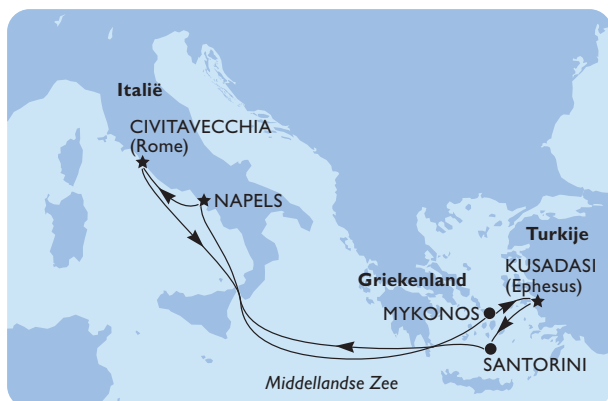 Italië
CIVITAVECCHIA
(Rome)
NAPELS
Turkije
KUSADASI
(Ephesus)
Griekenland
MYKONOS
SANTORINI
Middellandse Zee